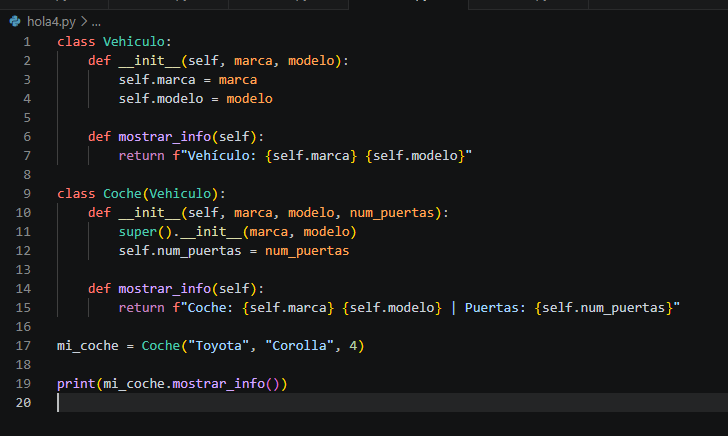 hola4.py > ...
1 class Vehiculo:
2     def __init__(self, marca, modelo):
3         self.marca = marca
4         self.modelo = modelo
5
6     def mostrar_info(self):
7         return f"Vehículo: {self.marca} {self.modelo}"
8
9 class Coche(Vehiculo):
10     def __init__(self, marca, modelo, num_puertas):
11         super().__init__(marca, modelo)
12         self.num_puertas = num_puertas
13
14     def mostrar_info(self):
15         return f"Coche: {self.marca} {self.modelo} | Puertas: {self.num_puertas}"
16
17 mi_coche = Coche("Toyota", "Corolla", 4)
18
19 print(mi_coche.mostrar_info())
20